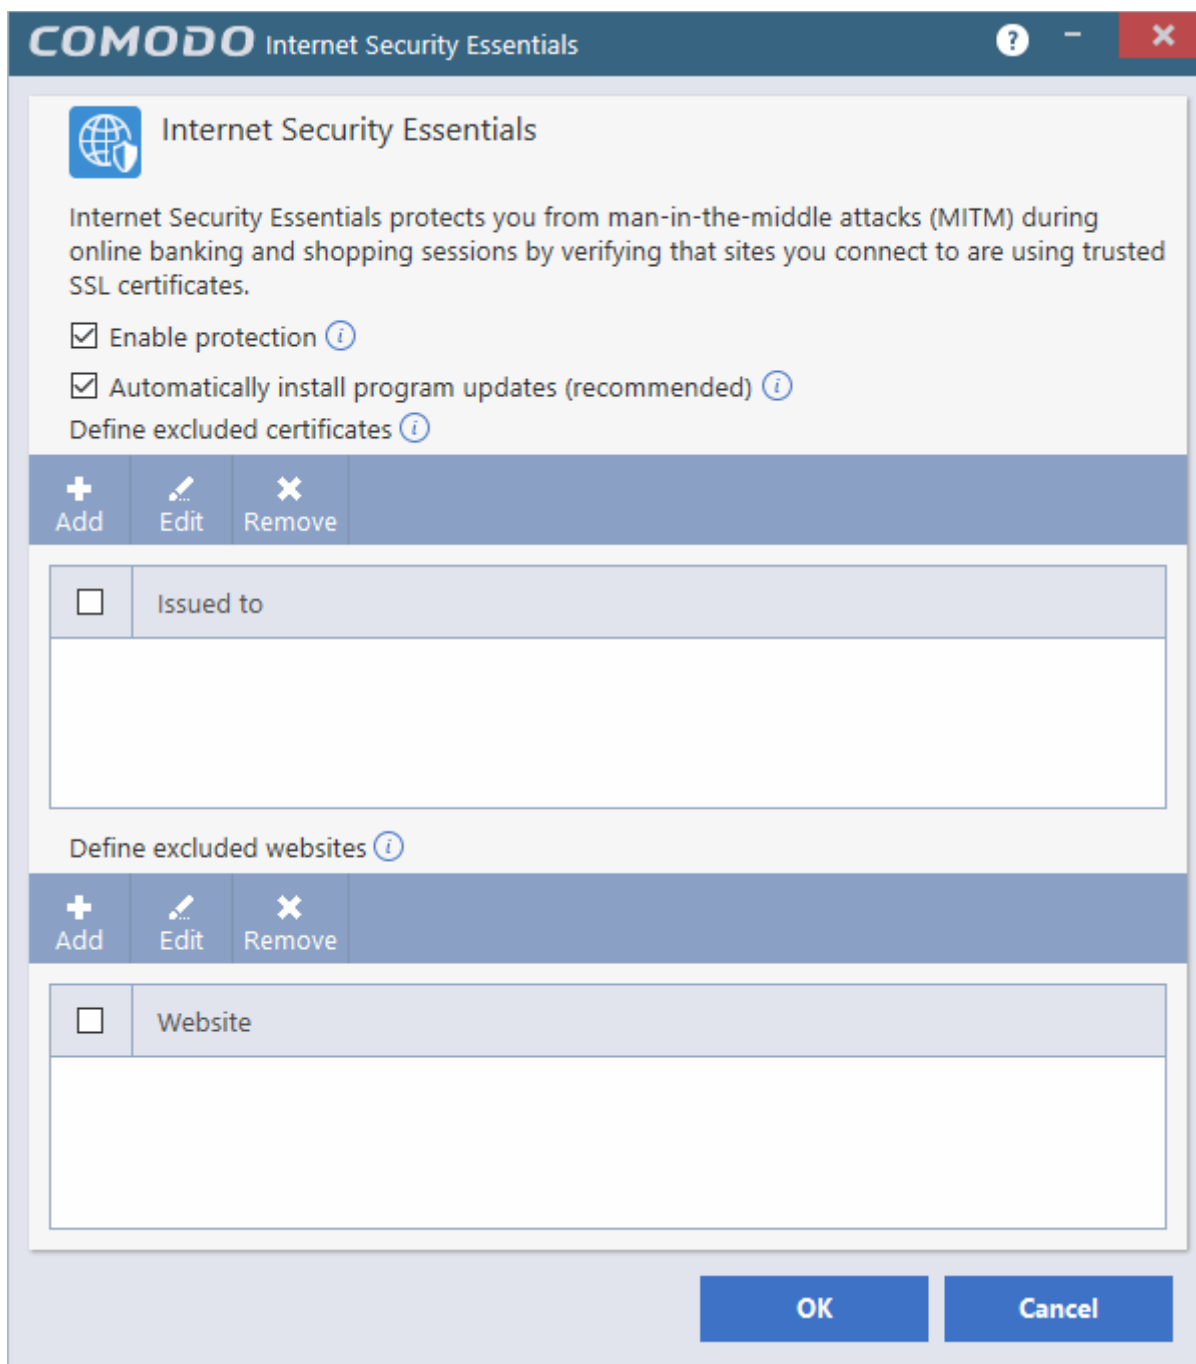 COMODO Internet Security Essentials ?
Internet Security Essentials
Internet Security Essentials protects you from man-in-the-middle attacks (MITM) during
online banking and shopping sessions by verifying that sites you connect to are using trusted
SSL certificates.
Enable protection i
Automatically install program updates (recommended) i
Define excluded certificates i
Add Edit Remove
Issued to
Define excluded websites i
Add Edit Remove
Website
OK Cancel